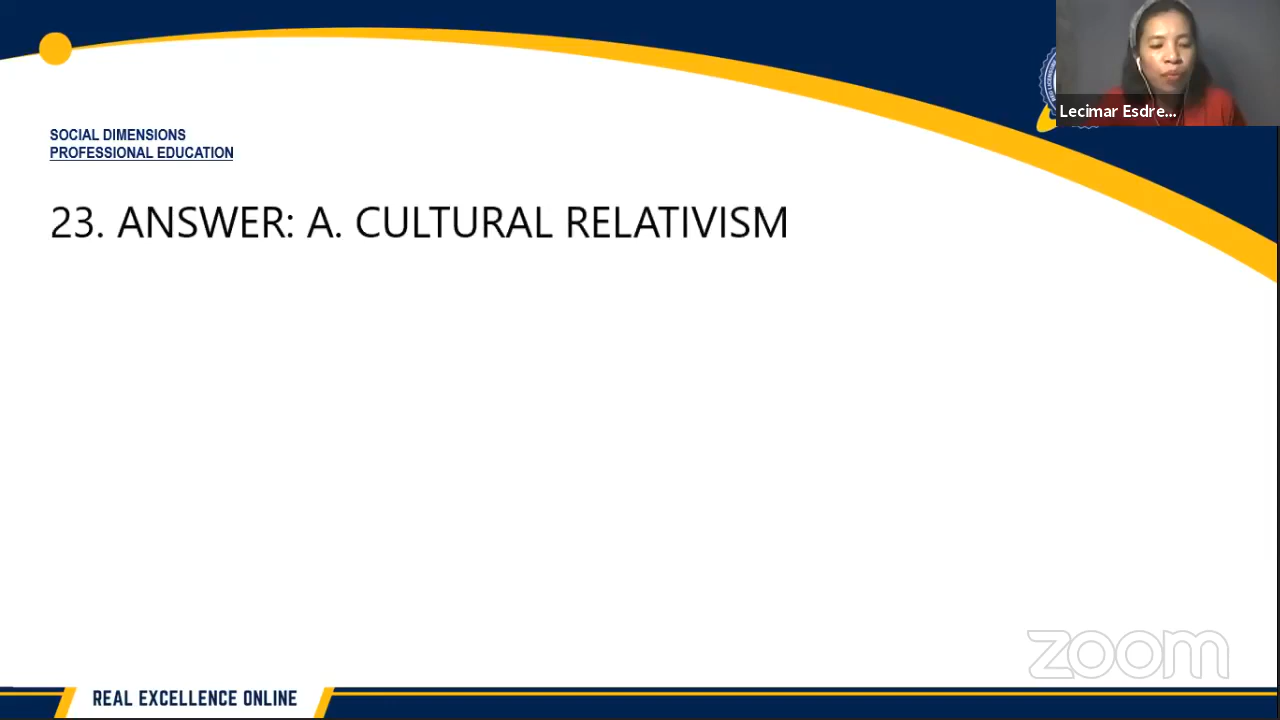 Lecimar Esdre...
SOCIAL DIMENSIONS
PROFESSIONAL EDUCATION
23. ANSWER: A. CULTURAL RELATIVISM
zoom
REAL EXCELLENCE ONLINE